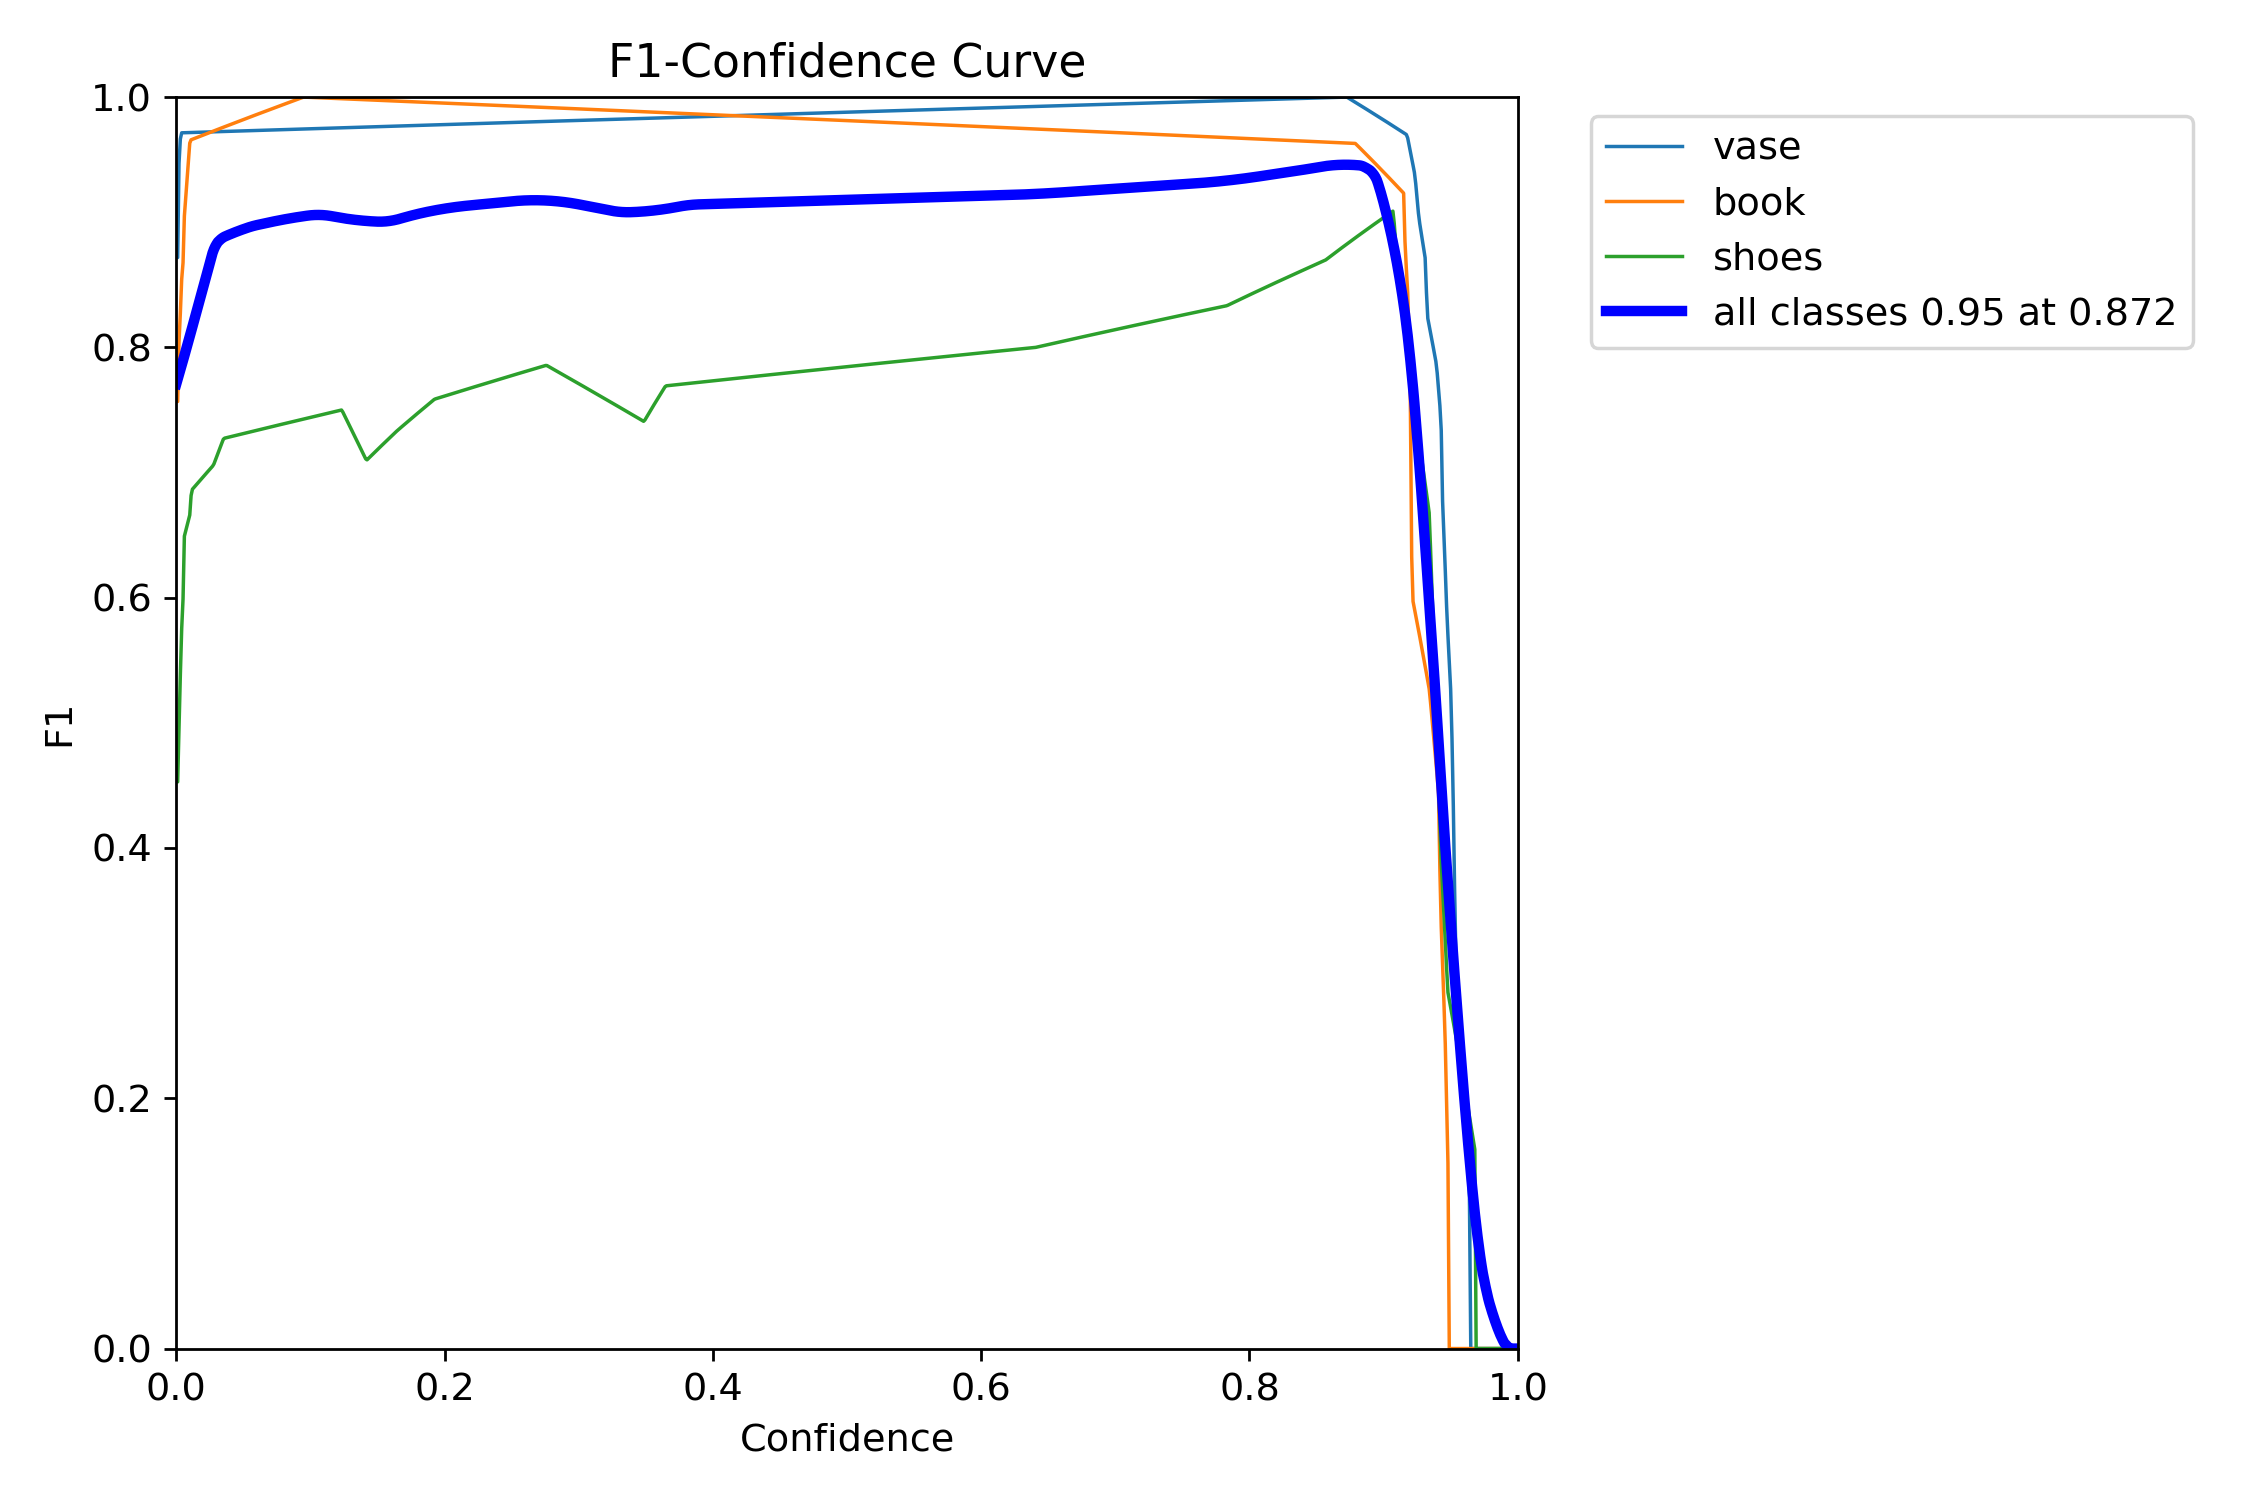 F1-Confidence Curve
1.0
0.8
0.6
0.4
0.2
0.0
F1
0.0 0.2 0.4 0.6 0.8 1.0
Confidence
vase
book
shoes
all classes 0.95 at 0.872